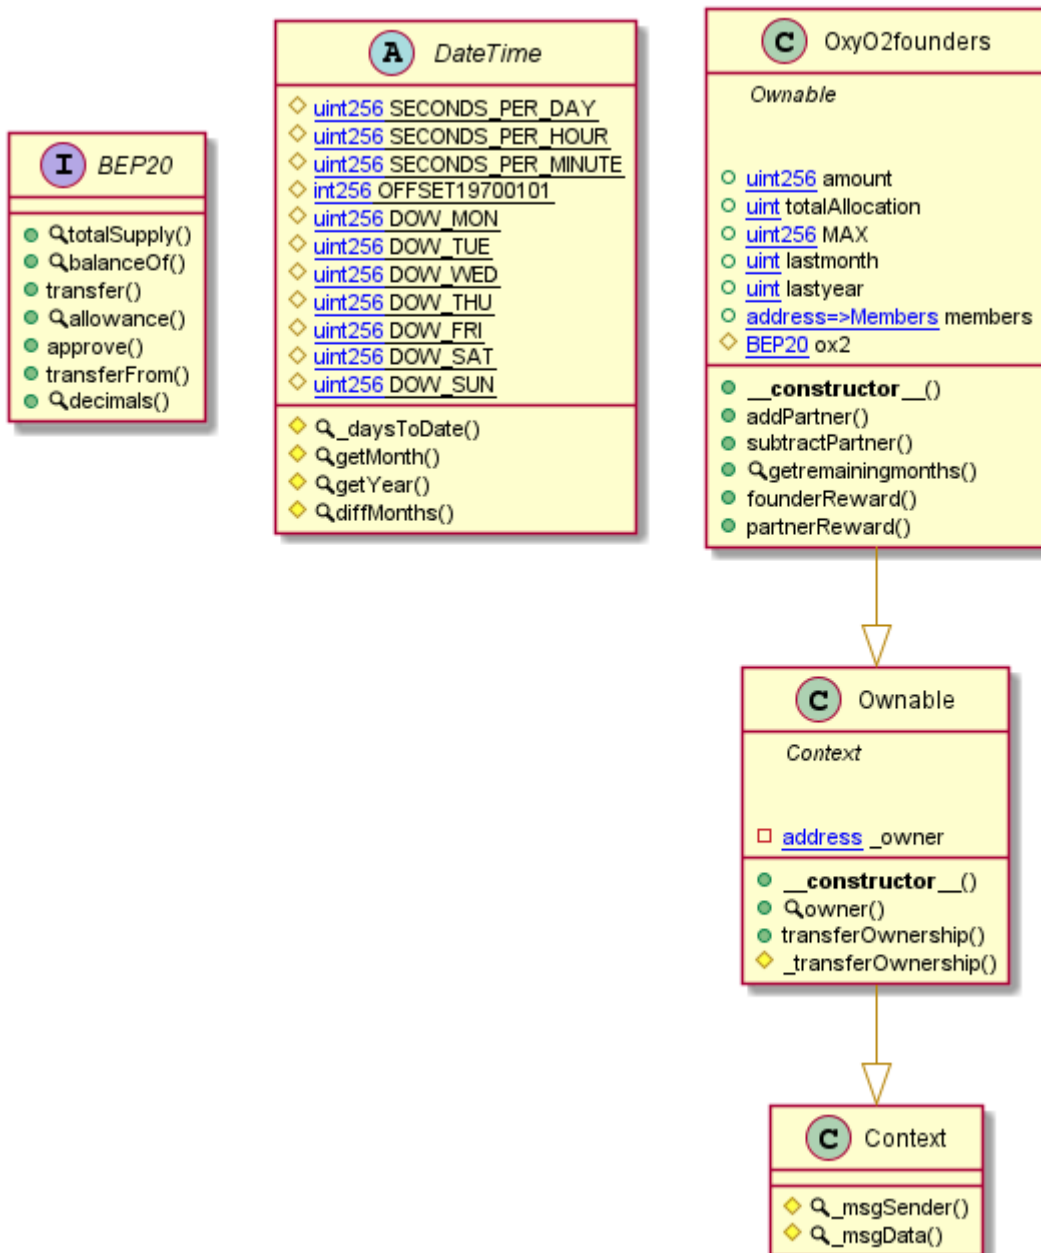 I BEP20
totalSupply()
balanceOf()
transfer()
allowance()
approve()
transferFrom()
decimals()
A DateTime
uint256 SECONDS_PER_DAY
uint256 SECONDS_PER_HOUR
uint256 SECONDS_PER_MINUTE
int256 OFFSET19700101
uint256 DOW_MON
uint256 DOW_TUE
uint256 DOW_WED
uint256 DOW_THU
uint256 DOW_FRI
uint256 DOW_SAT
uint256 DOW_SUN
_daysToDate()
getMonth()
getYear()
diffMonths()
C OxyO2founders
Ownable
uint256 amount
uint totalAllocation
uint256 MAX
uint lastmonth
uint lastyear
address=>Members members
BEP20 ox2
__constructor__()
addPartner()
subtractPartner()
getremainingmonths()
founderReward()
partnerReward()
C Ownable
Context
address _owner
__constructor__()
owner()
transferOwnership()
_transferOwnership()
C Context
_msgSender()
_msgData()